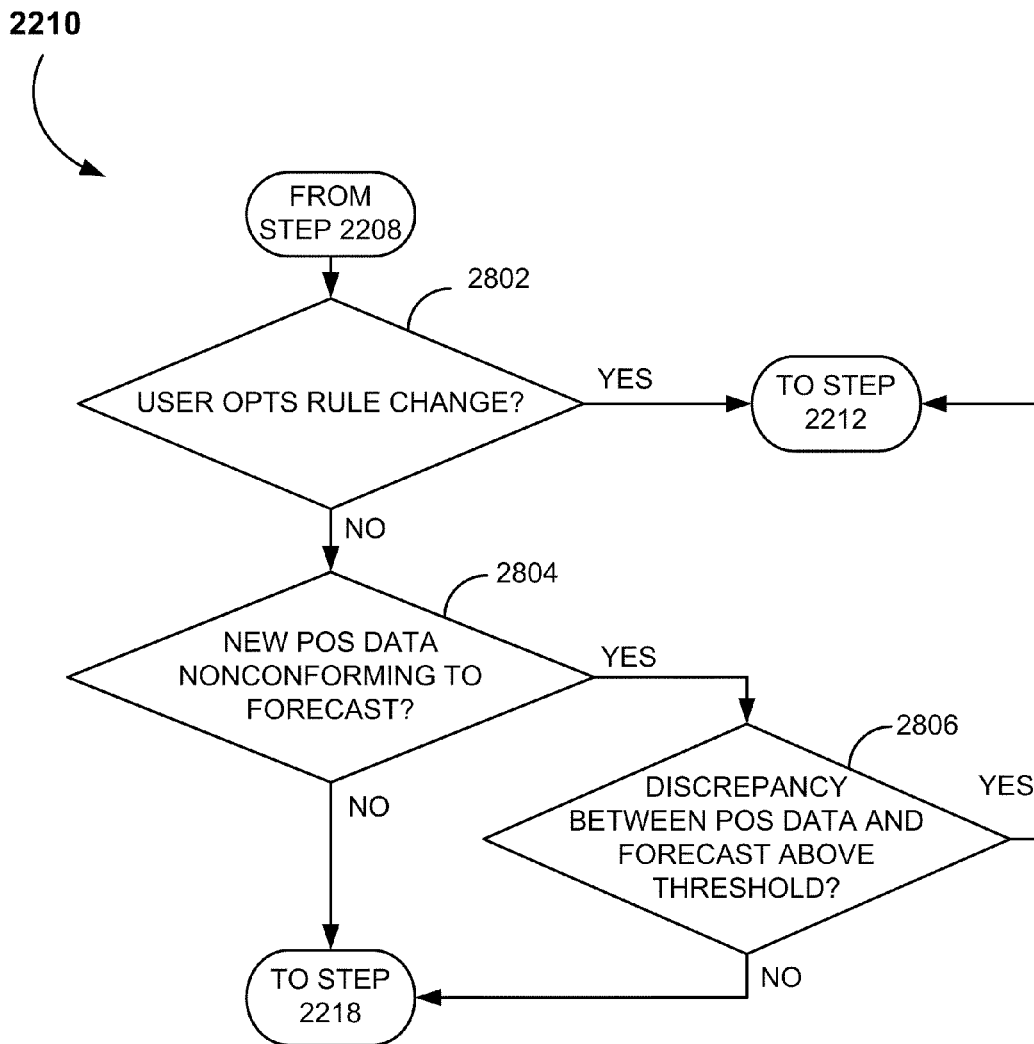 2210
FROM
STEP 2208
2802
USER OPTS RULE CHANGE?
YES
TO STEP
2212
NO
2804
NEW POS DATA
NONCONFORMING TO
FORECAST?
YES
2806
DISCREPANCY
BETWEEN POS DATA AND
FORECAST ABOVE
THRESHOLD?
YES
NO
NO
TO STEP
2218